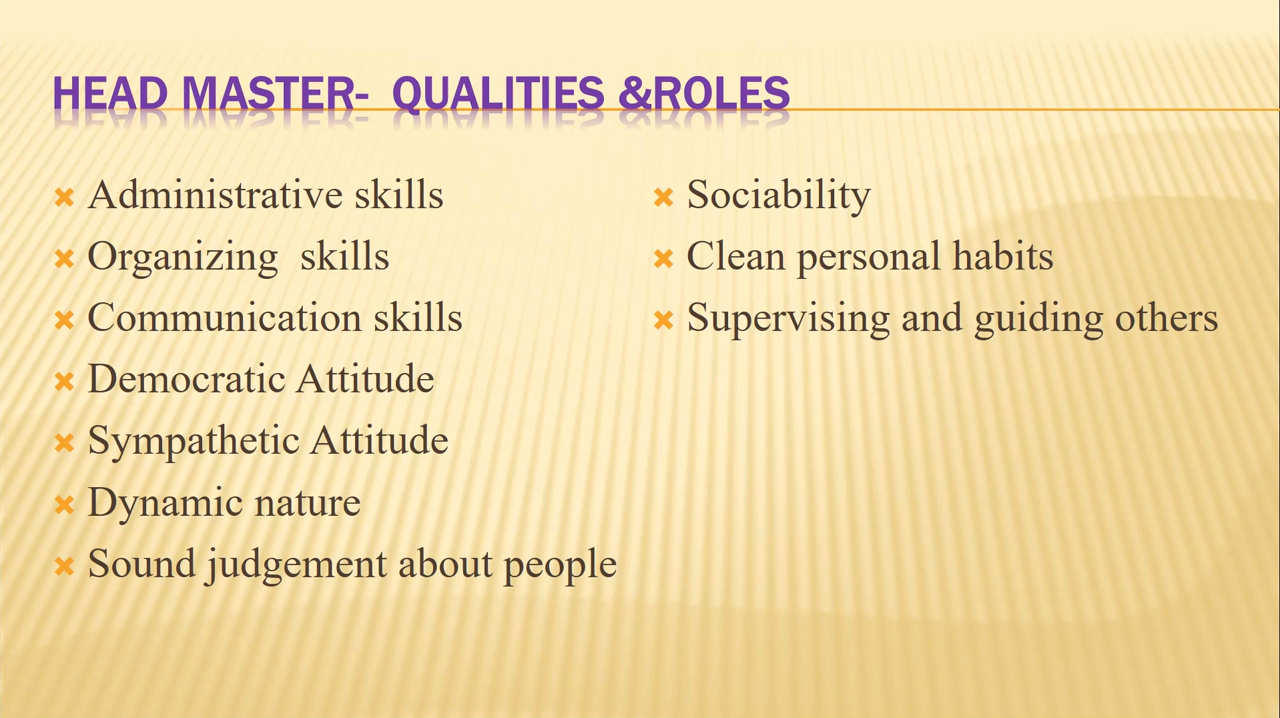 HEAD MASTER-  QUALITIES &ROLES
Administrative skills
Organizing  skills
Communication skills
Democratic Attitude
Sympathetic Attitude
Dynamic nature
Sound judgement about people
Sociability
Clean personal habits
Supervising and guiding others